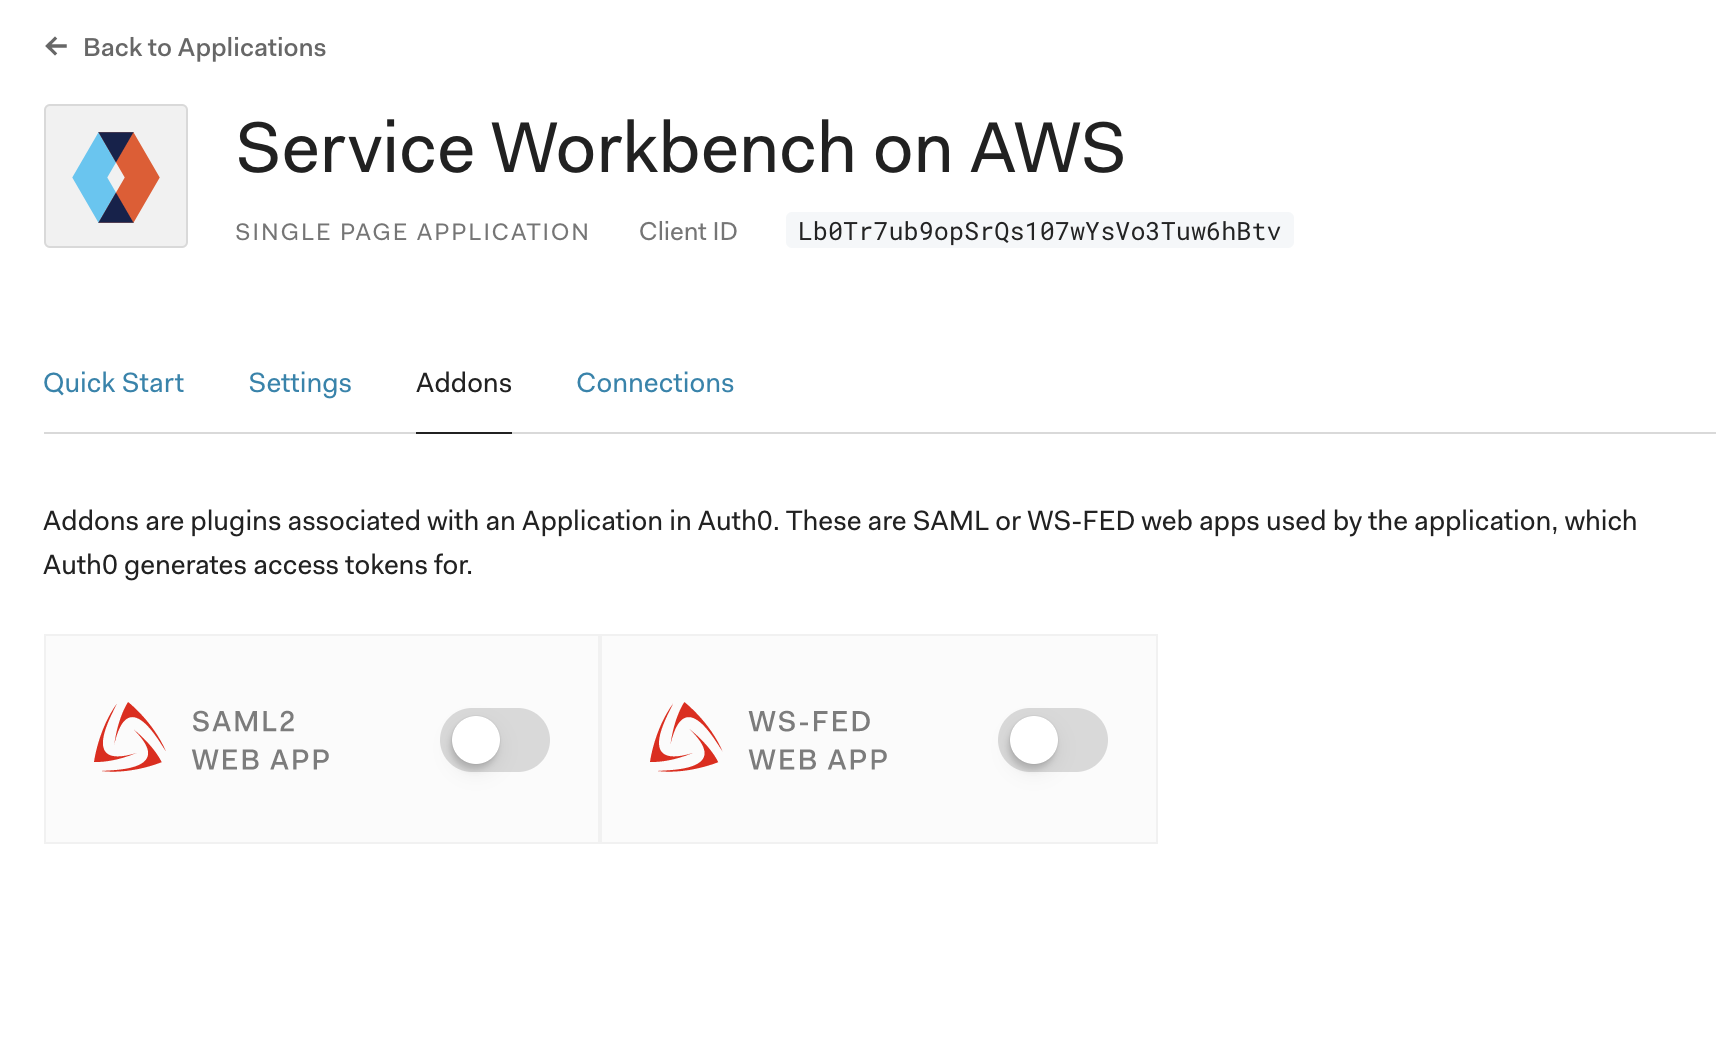 Back to Applications
Service Workbench on AWS
SINGLE PAGE APPLICATION Client ID Lb0Tr7ub9opSrQs107wYsVo3Tuw6hBtv
Quick Start Settings Addons Connections
Addons are plugins associated with an Application in Auth0. These are SAML or WS-FED web apps used by the application, which
Auth0 generates access tokens for.
SAML2
WEB APP
WS-FED
WEB APP